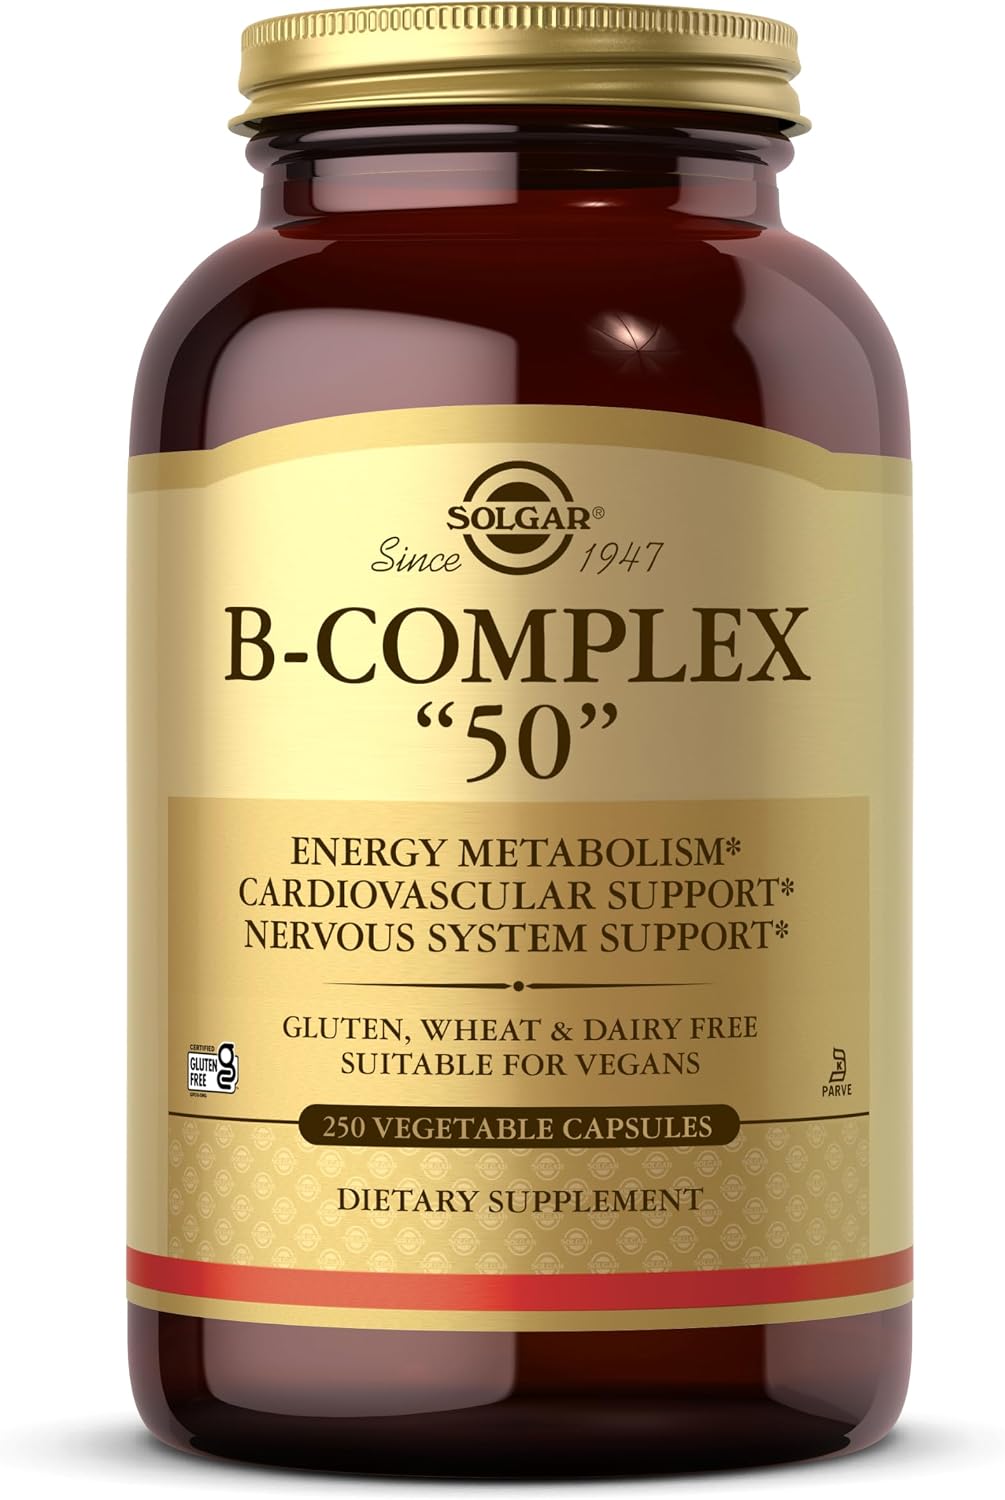 SOLGAR®
Since 1947
B-COMPLEX
“50”
ENERGY METABOLISM*
CARDIOVASCULAR SUPPORT*
NERVOUS SYSTEM SUPPORT*
GLUTEN, WHEAT & DAIRY FREE
SUITABLE FOR VEGANS
CERTIFIED
GLUTEN
FREE
K
PARVE
250 VEGETABLE CAPSULES
DIETARY SUPPLEMENT